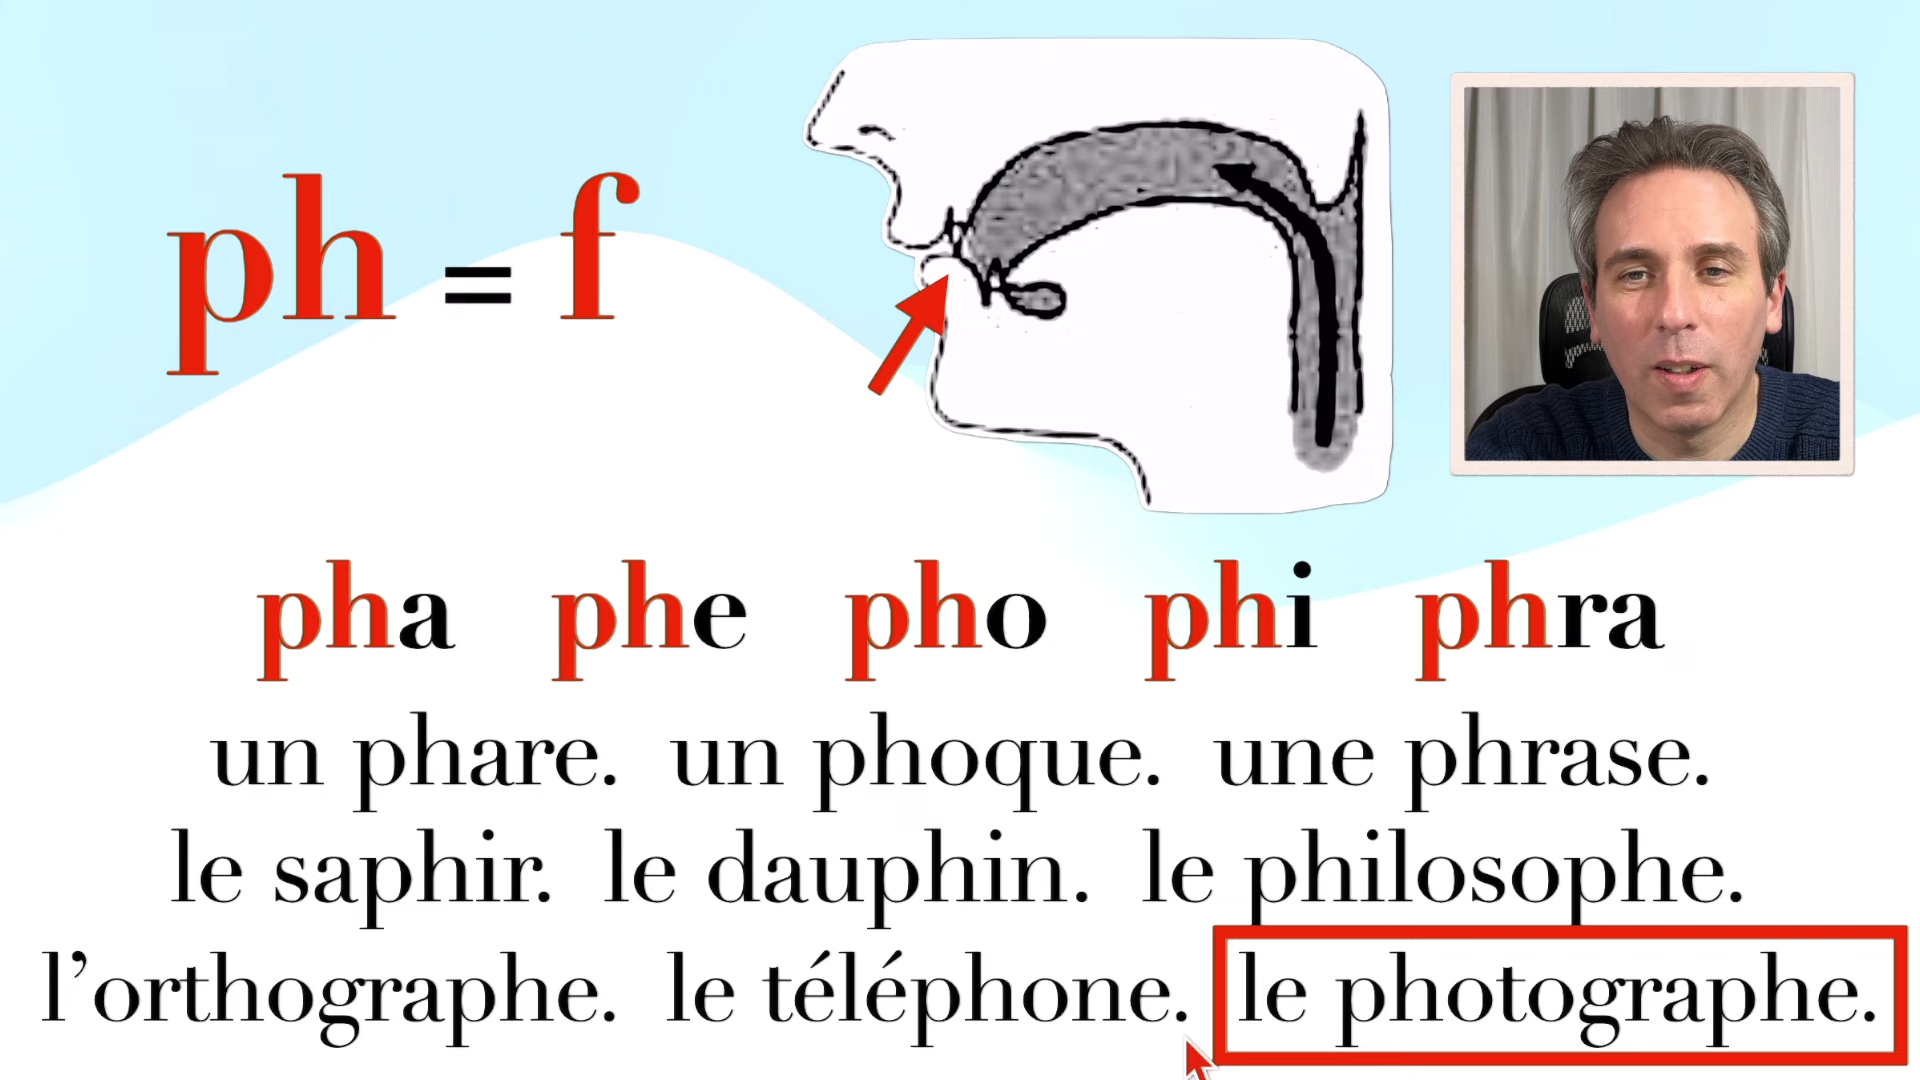 ph = f
pha phe pho phi phra
un phare. un phoque. une phrase.
le saphir. le dauphin. le philosophe.
l’orthographe. le téléphone. le photographe.